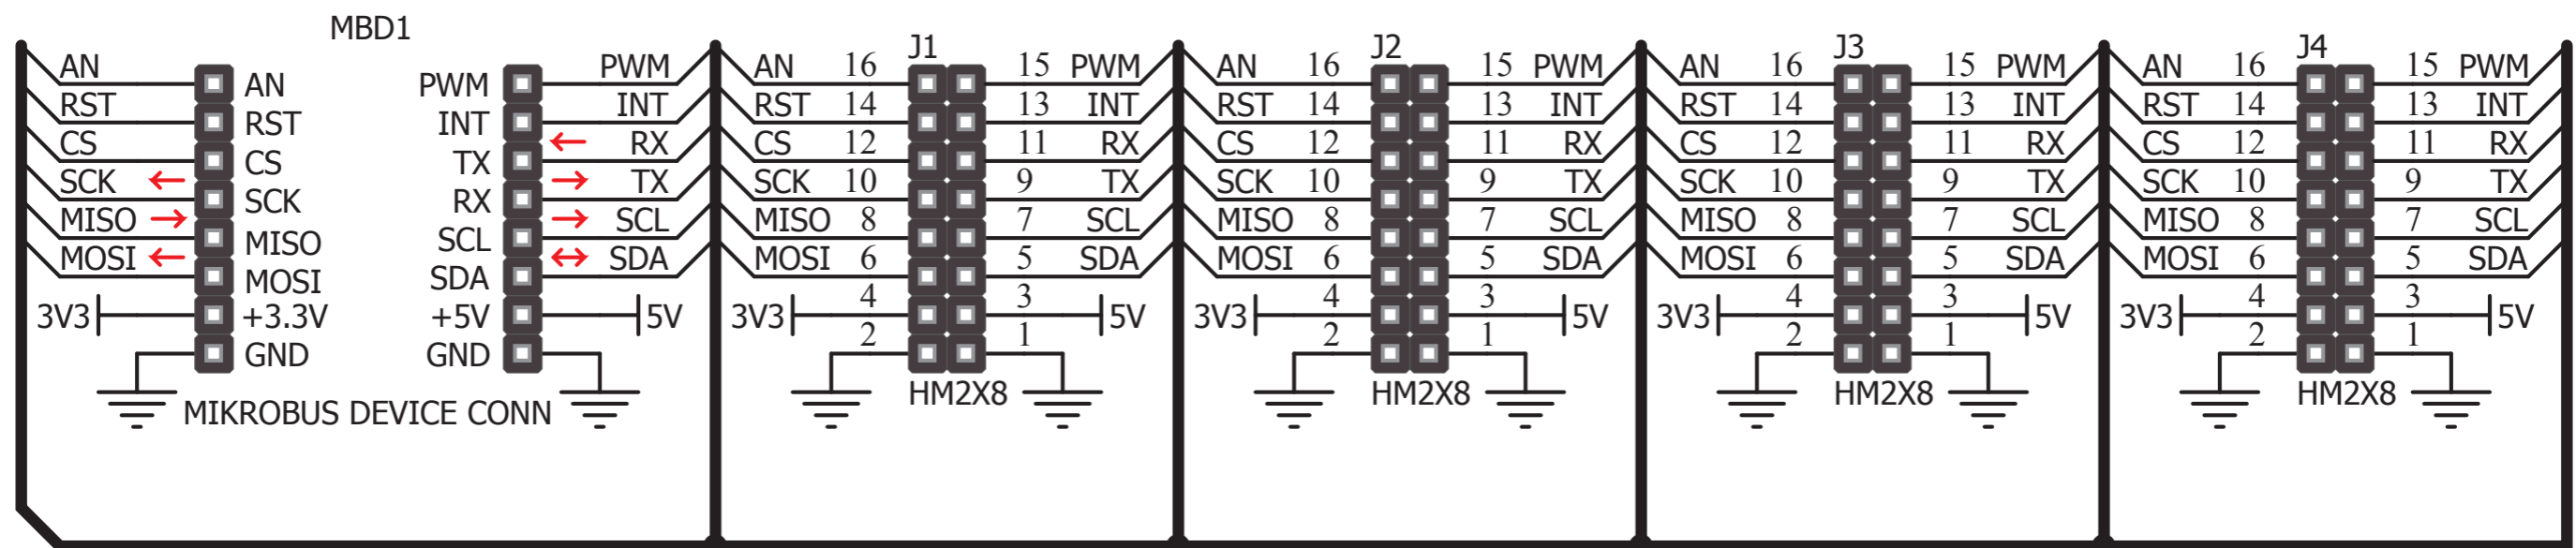 MBD1
J1 J2 J3 J4
AN AN PWM PWM AN 16 15 PWM AN 16 15 PWM AN 16 15 PWM AN 16 15 PWM
RST RST INT INT RST 14 13 INT RST 14 13 INT RST 14 13 INT RST 14 13 INT
CS CS TX RX CS 12 11 RX CS 12 11 RX CS 12 11 RX CS 12 11 RX
SCK SCK RX TX SCK 10 9 TX SCK 10 9 TX SCK 10 9 TX SCK 10 9 TX
MISO MISO SCL SCL MISO 8 7 SCL MISO 8 7 SCL MISO 8 7 SCL MISO 8 7 SCL
MOSI MOSI SDA SDA MOSI 6 5 SDA MOSI 6 5 SDA MOSI 6 5 SDA MOSI 6 5 SDA
3V3 +3.3V +5V 5V 3V3 4 3 5V 3V3 4 3 5V 3V3 4 3 5V 3V3 4 3 5V
GND GND 2 1 2 1 2 1 2 1
MIKROBUS DEVICE CONN HM2X8 HM2X8 HM2X8 HM2X8